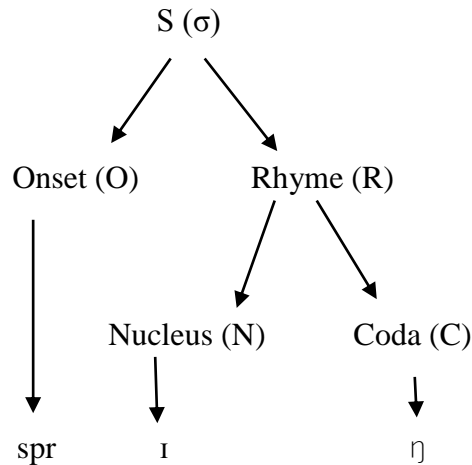 S (σ)
Onset (O) Rhyme (R)
Nucleus (N) Coda (C)
spr ɪ ŋ